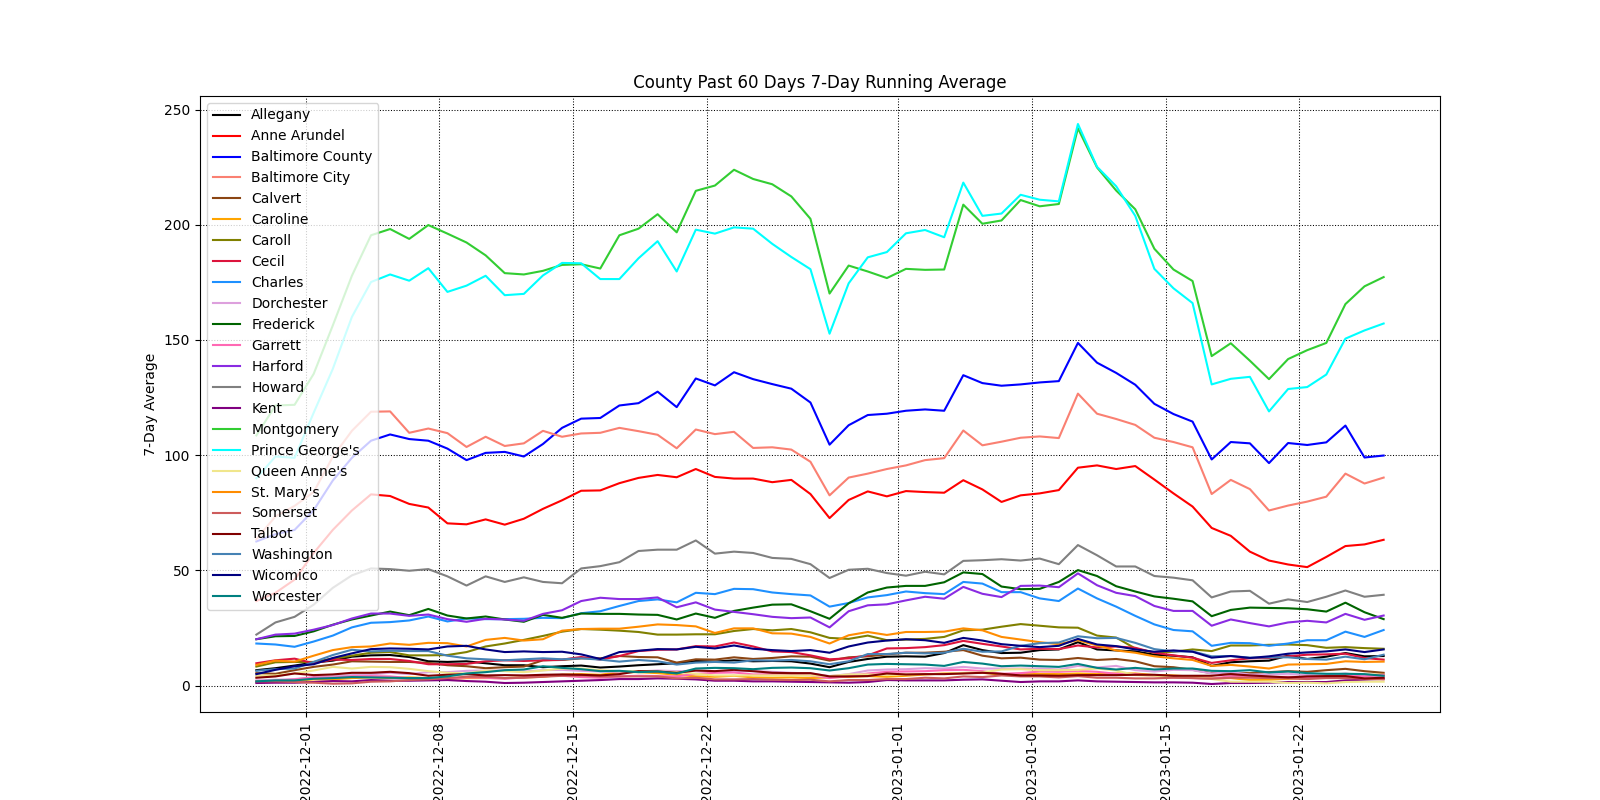 County Past 60 Days 7-Day Running Average
7-Day Average
250
200
150
100
50
0
Allegany
Anne Arundel
Baltimore County
Baltimore City
Calvert
Caroline
Caroll
Cecil
Charles
Dorchester
Frederick
Garrett
Harford
Howard
Kent
Montgomery
Prince George's
Queen Anne's
St. Mary's
Somerset
Talbot
Washington
Wicomico
Worcester
2022-12-01
2022-12-08
2022-12-15
2022-12-22
2023-01-01
2023-01-08
2023-01-15
2023-01-22